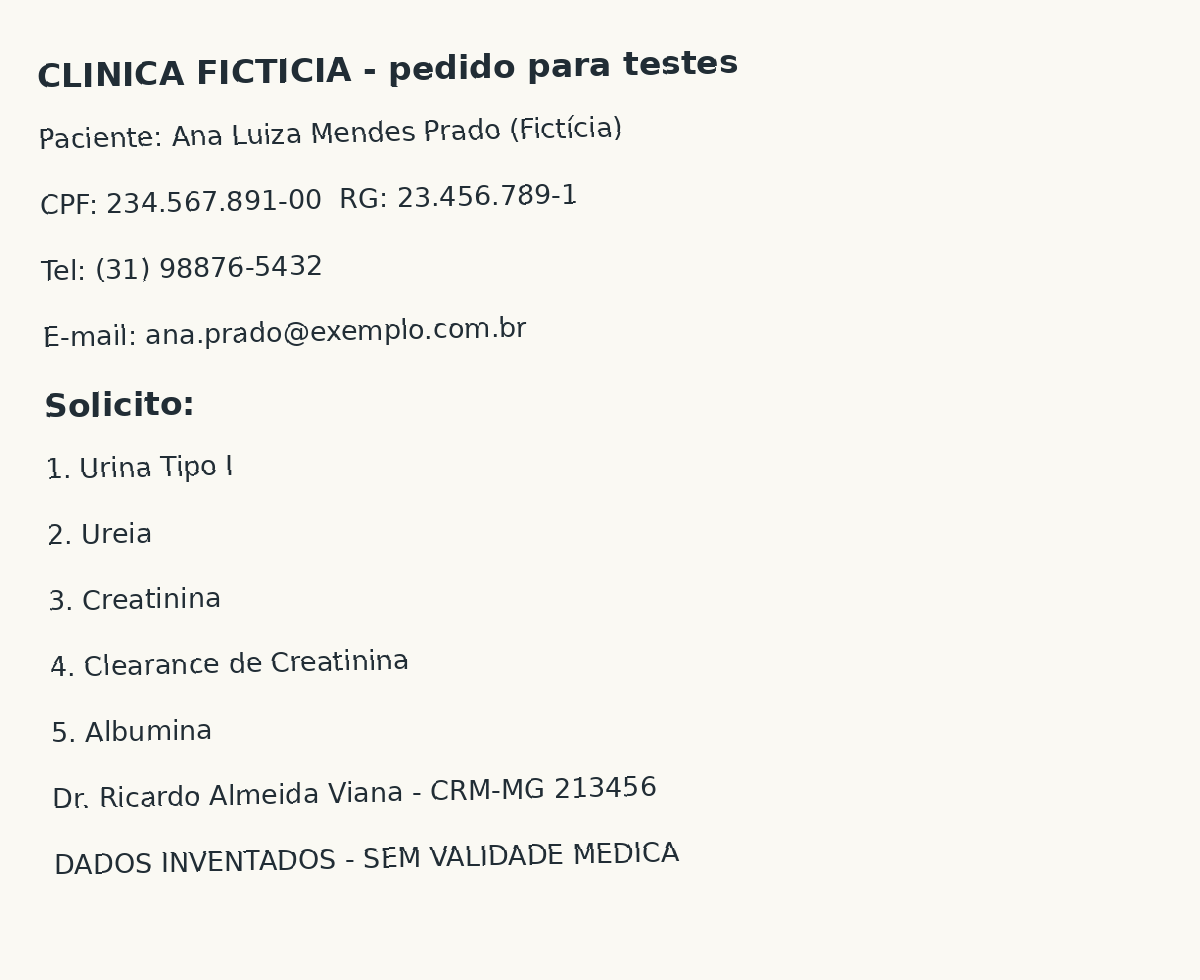 CLINICA FICTICIA - pedido para testes
Paciente: Ana Luiza Mendes Prado (Fictícia)
CPF: 234.567.891-00  RG: 23.456.789-1
Tel: (31) 98876-5432
E-mail: ana.prado@exemplo.com.br
Solicito:
1. Urina Tipo I
2. Ureia
3. Creatinina
4. Clearance de Creatinina
5. Albumina
Dr. Ricardo Almeida Viana - CRM-MG 213456
DADOS INVENTADOS - SEM VALIDADE MEDICA